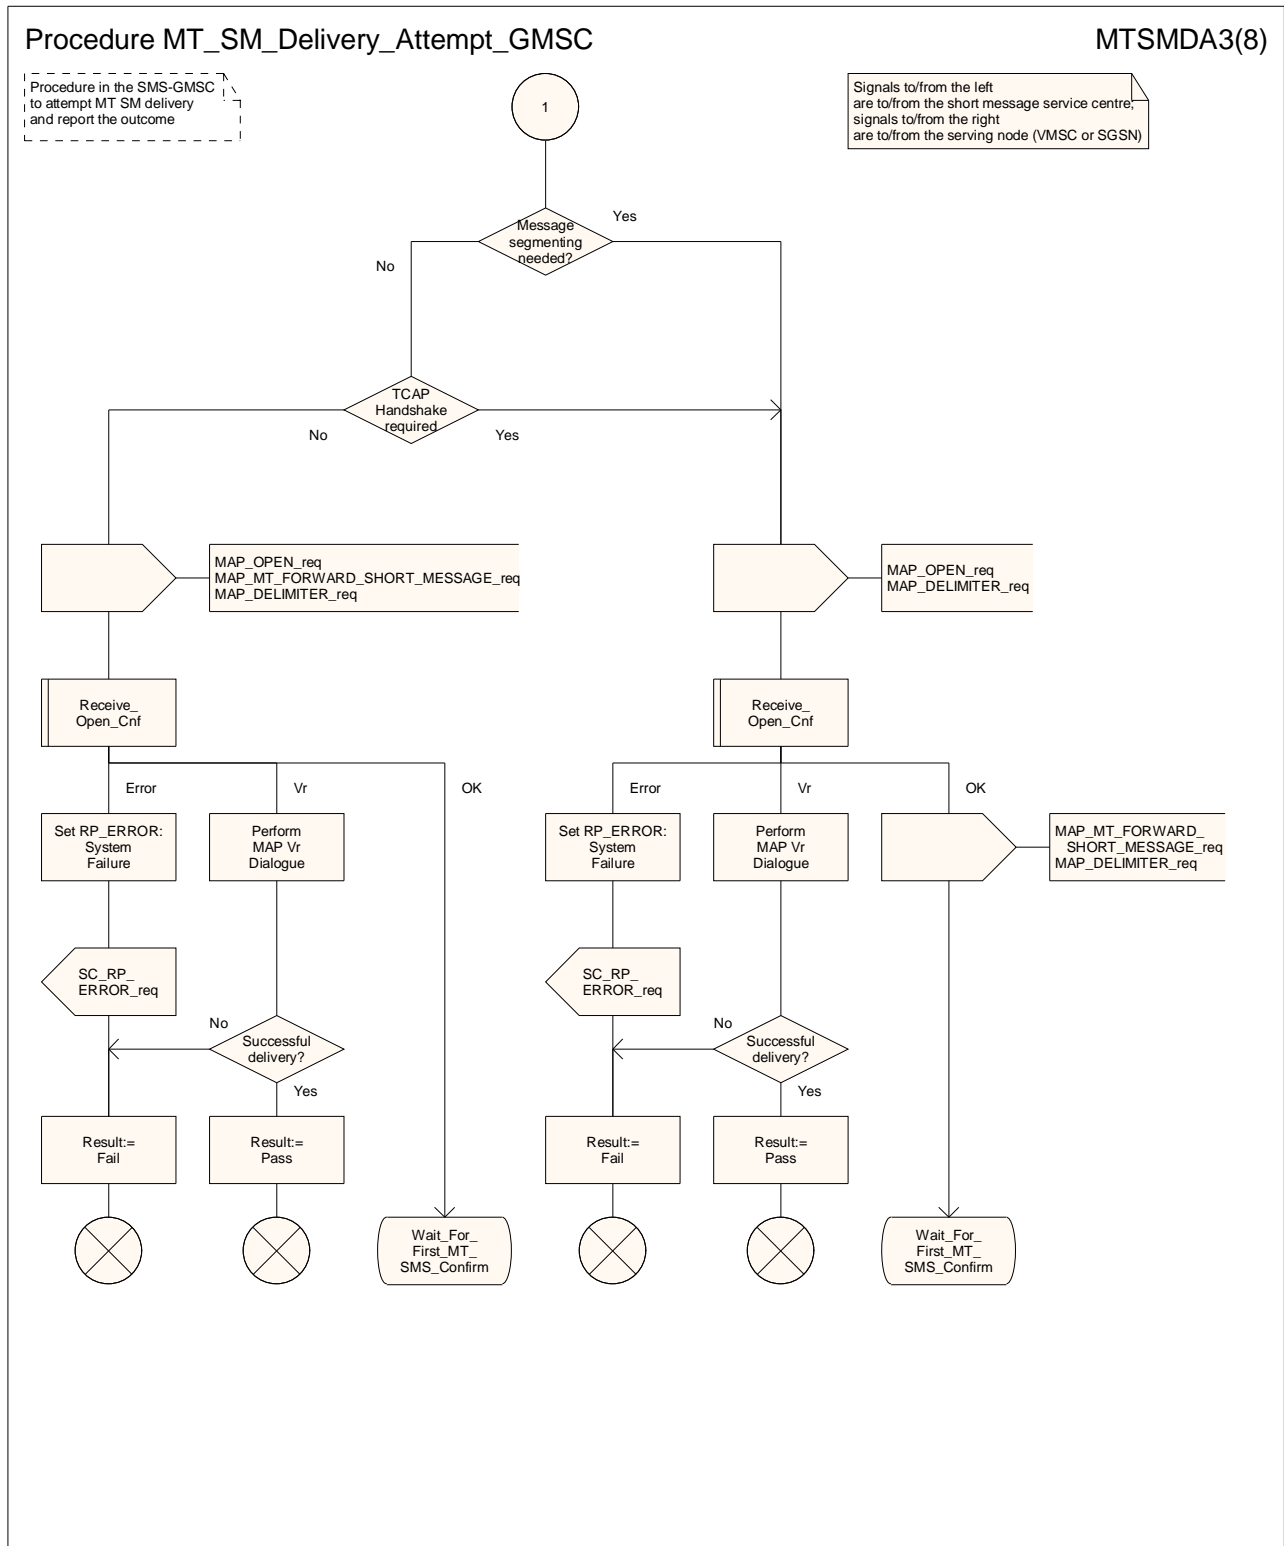 Procedure MT_SM_Delivery_Attempt_GMSC
MTSMDA3(8)
Procedure in the SMS-GMSC
to attempt MT SM delivery
and report the outcome
1
Signals to/from the left
are to/from the short message service centre;
signals to/from the right
are to/from the serving node (VMSC or SGSN)
Message
segmenting
needed?
Yes
No
TCAP
Handshake
required
No
Yes
MAP_OPEN_req
MAP_MT_FORWARD_SHORT_MESSAGE_req
MAP_DELIMITER_req
MAP_OPEN_req
MAP_DELIMITER_req
Receive_
Open_Cnf
Receive_
Open_Cnf
Error
Vr
OK
Error
Vr
OK
Set RP_ERROR:
System
Failure
Perform
MAP Vr
Dialogue
Set RP_ERROR:
System
Failure
Perform
MAP Vr
Dialogue
MAP_MT_FORWARD_
SHORT_MESSAGE_req
MAP_DELIMITER_req
SC_RP_
ERROR_req
SC_RP_
ERROR_req
No
Successful
delivery?
Yes
No
Successful
delivery?
Yes
Result:=
Fail
Result:=
Pass
Result:=
Fail
Result:=
Pass
Wait_For_
First_MT_
SMS_Confirm
Wait_For_
First_MT_
SMS_Confirm